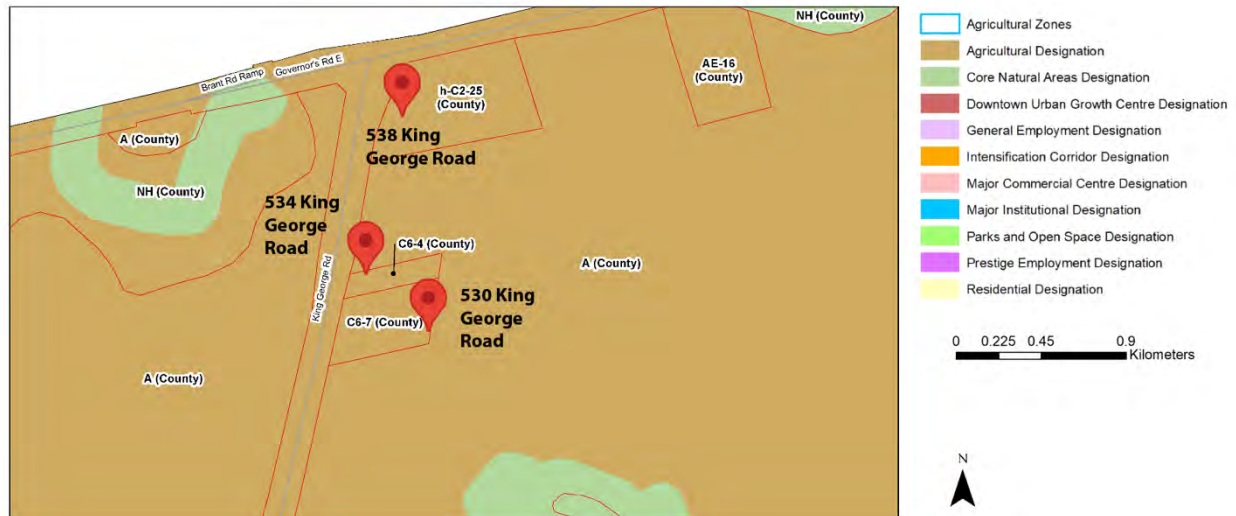 NH (County)
Brant Rd Ramp
Governor's Rd E
AE-16
(County)
h-C2-25
(County)
538 King
George Road
A (County)
NH (County)
534 King
George
Road
C6-4 (County)
A (County)
King George Rd
530 King
George
Road
C6-7 (County)
A (County)
Agricultural Zones
Agricultural Designation
Core Natural Areas Designation
Downtown Urban Growth Centre Designation
General Employment Designation
Intensification Corridor Designation
Major Commercial Centre Designation
Major Institutional Designation
Parks and Open Space Designation
Prestige Employment Designation
Residential Designation
0 0.225 0.45 0.9
Kilometers
N